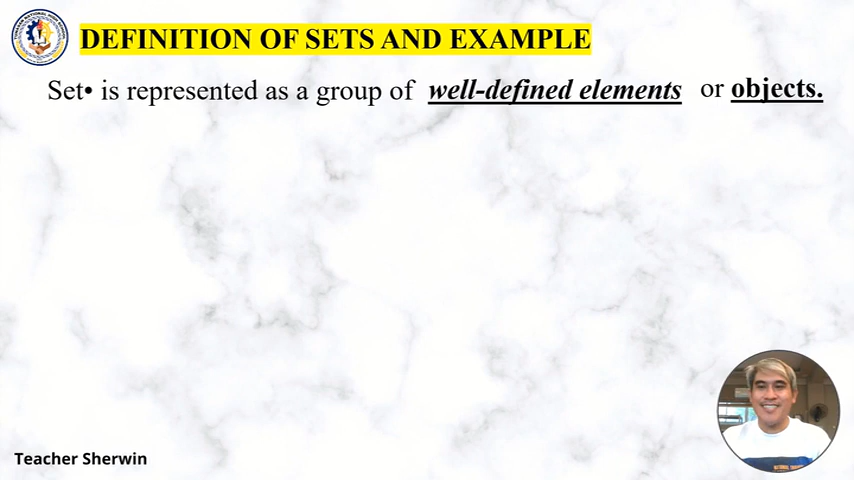 DEFINITION OF SETS AND EXAMPLE
Set• is represented as a group of well-defined elements or objects.
Teacher Sherwin